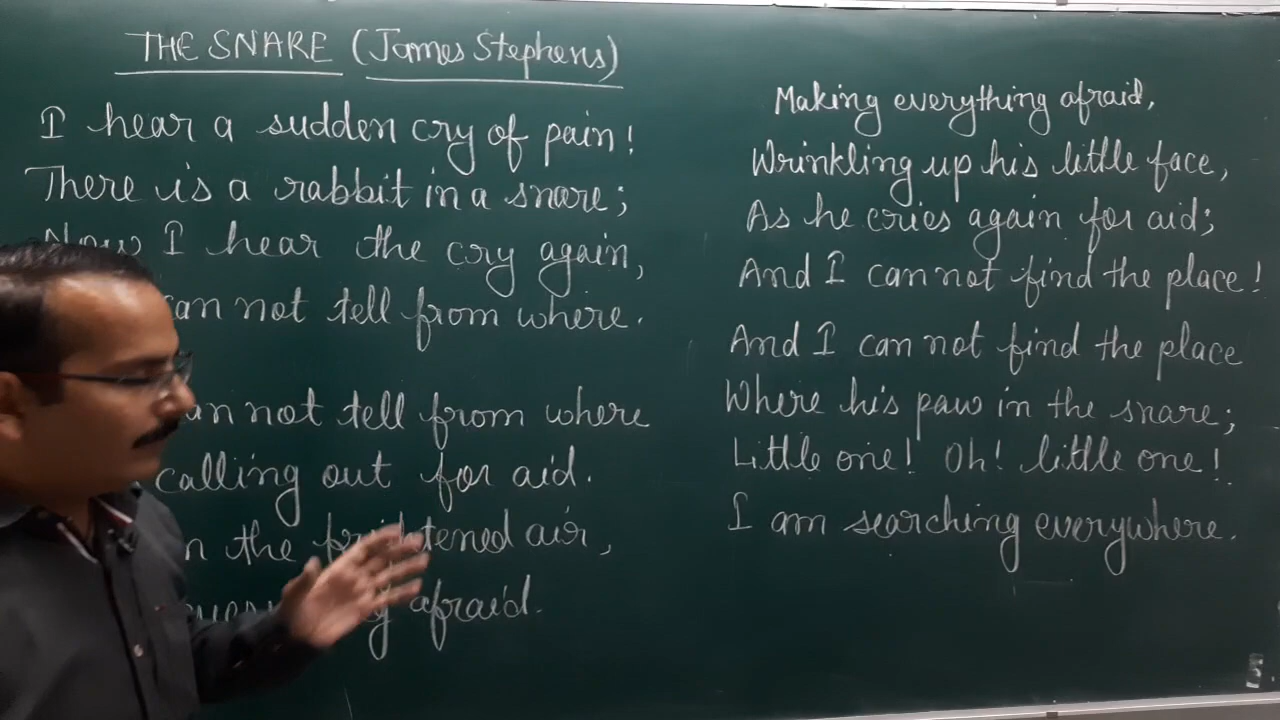 THE SNARE (James Stephens)
I hear a sudden cry of pain!
There is a rabbit in a snare;
Now I hear the cry again,
can not tell from where.
not tell from where
calling out for aid.
the frightened air,
afraid.
Making everything afraid,
Wrinkling up his little face,
As he cries again for aid;
And I can not find the place!
And I can not find the place
Where his paw in the snare;
Little one! Oh! little one!
I am searching everywhere.